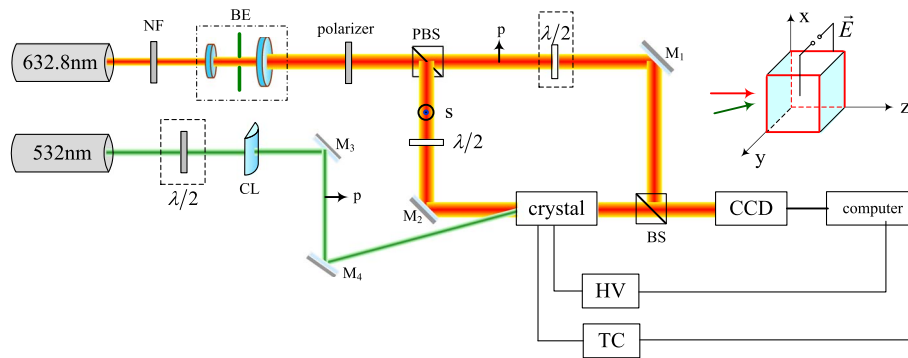 NF
BE
polarizer
PBS
p
λ/2
M₁
x
E⃗
z
y
632.8nm
s
λ/2
532nm
λ/2
CL
M₃
p
M₂
M₄
crystal
BS
CCD
computer
HV
TC